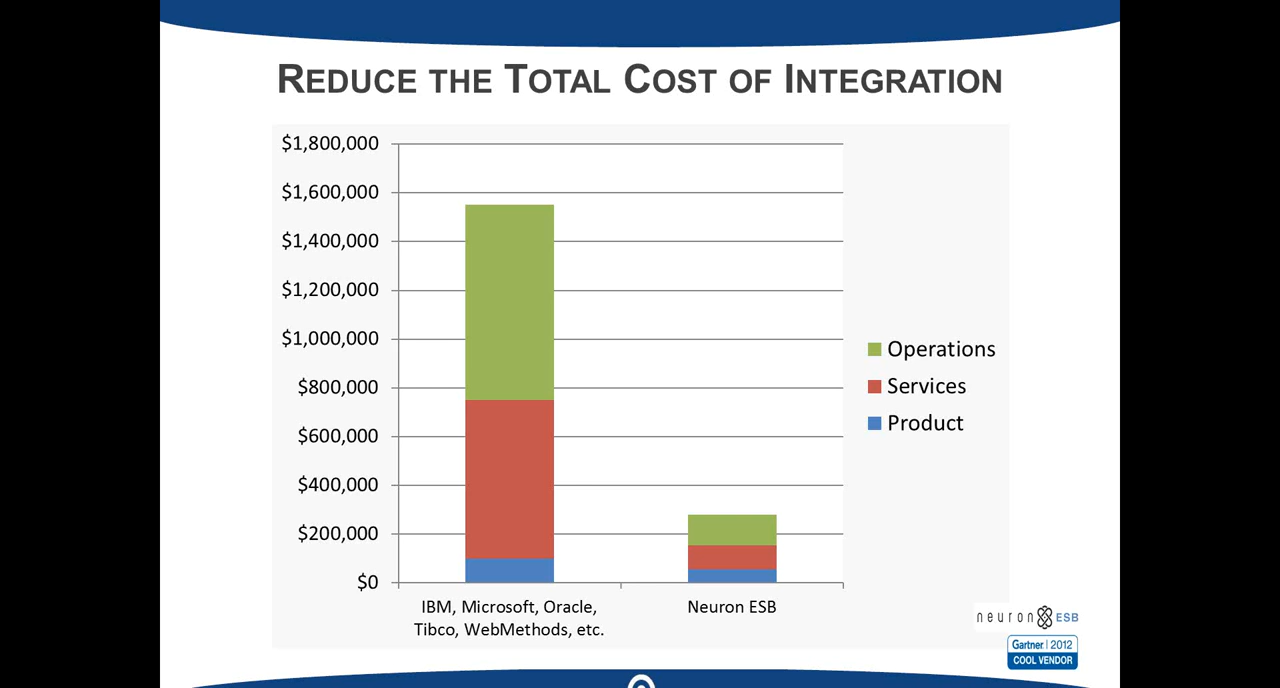 REDUCE THE TOTAL COST OF INTEGRATION
$1,800,000
$1,600,000
$1,400,000
$1,200,000
$1,000,000
$800,000
$600,000
$400,000
$200,000
$0
IBM, Microsoft, Oracle,
Tibco, WebMethods, etc.
Neuron ESB
Operations
Services
Product
neuron ESB
Gartner | 2012
COOL VENDOR